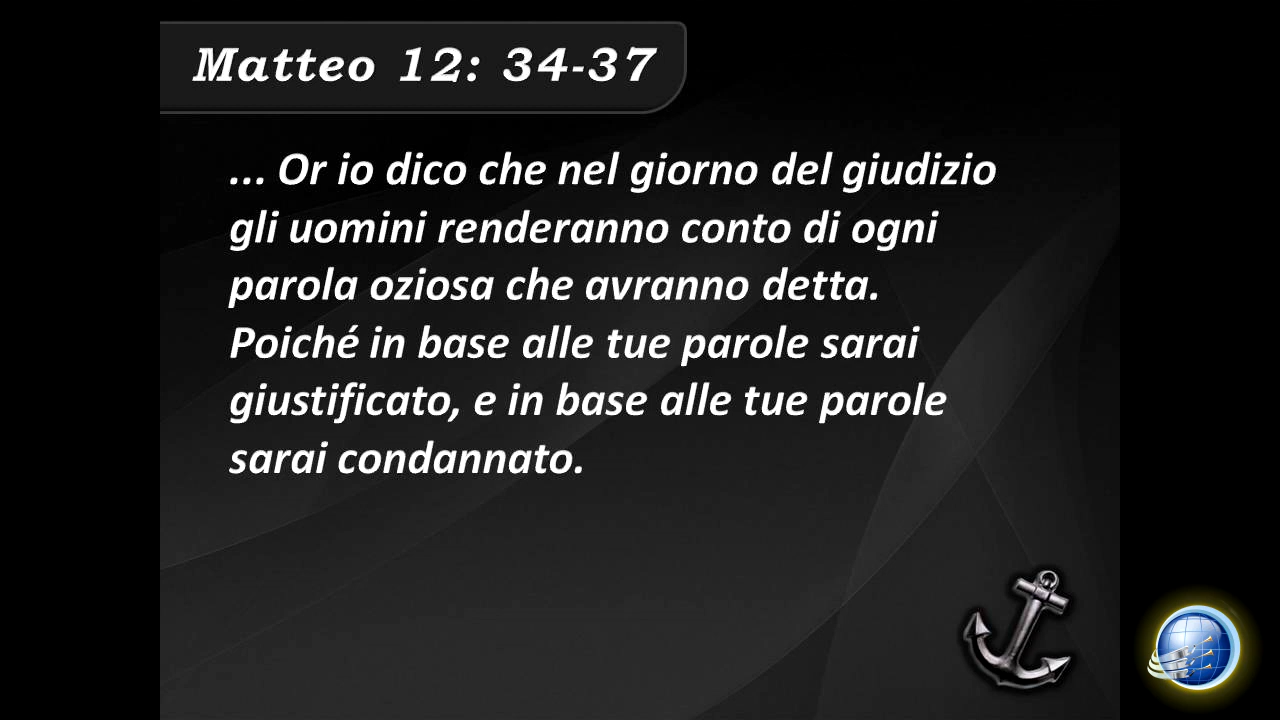 Matteo 12: 34-37
... Or io dico che nel giorno del giudizio
gli uomini renderanno conto di ogni
parola oziosa che avranno detta.
Poiché in base alle tue parole sarai
giustificato, e in base alle tue parole
sarai condannato.